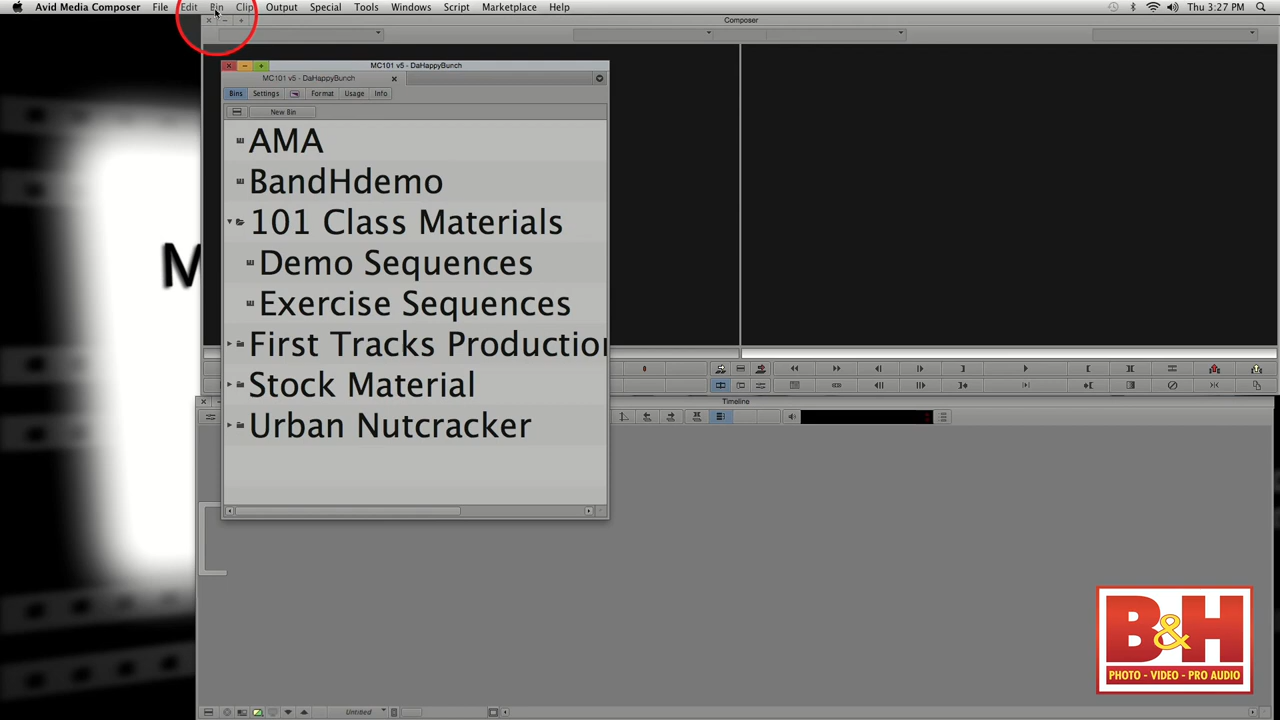 Avid Media Composer File Edit Bin Clip Output Special Tools Windows Script Marketplace Help Thu 3:27 PM
Composer
MC101 v5 - DaHappyBunch
MC101 v5 - DaHappyBunch
Bins Settings Format Usage Info
New Bin
AMA
BandHdemo
101 Class Materials
Demo Sequences
Exercise Sequences
First Tracks Production
Stock Material
Urban Nutcracker
M
Timeline
Untitled
B&H
PHOTO - VIDEO - PRO AUDIO